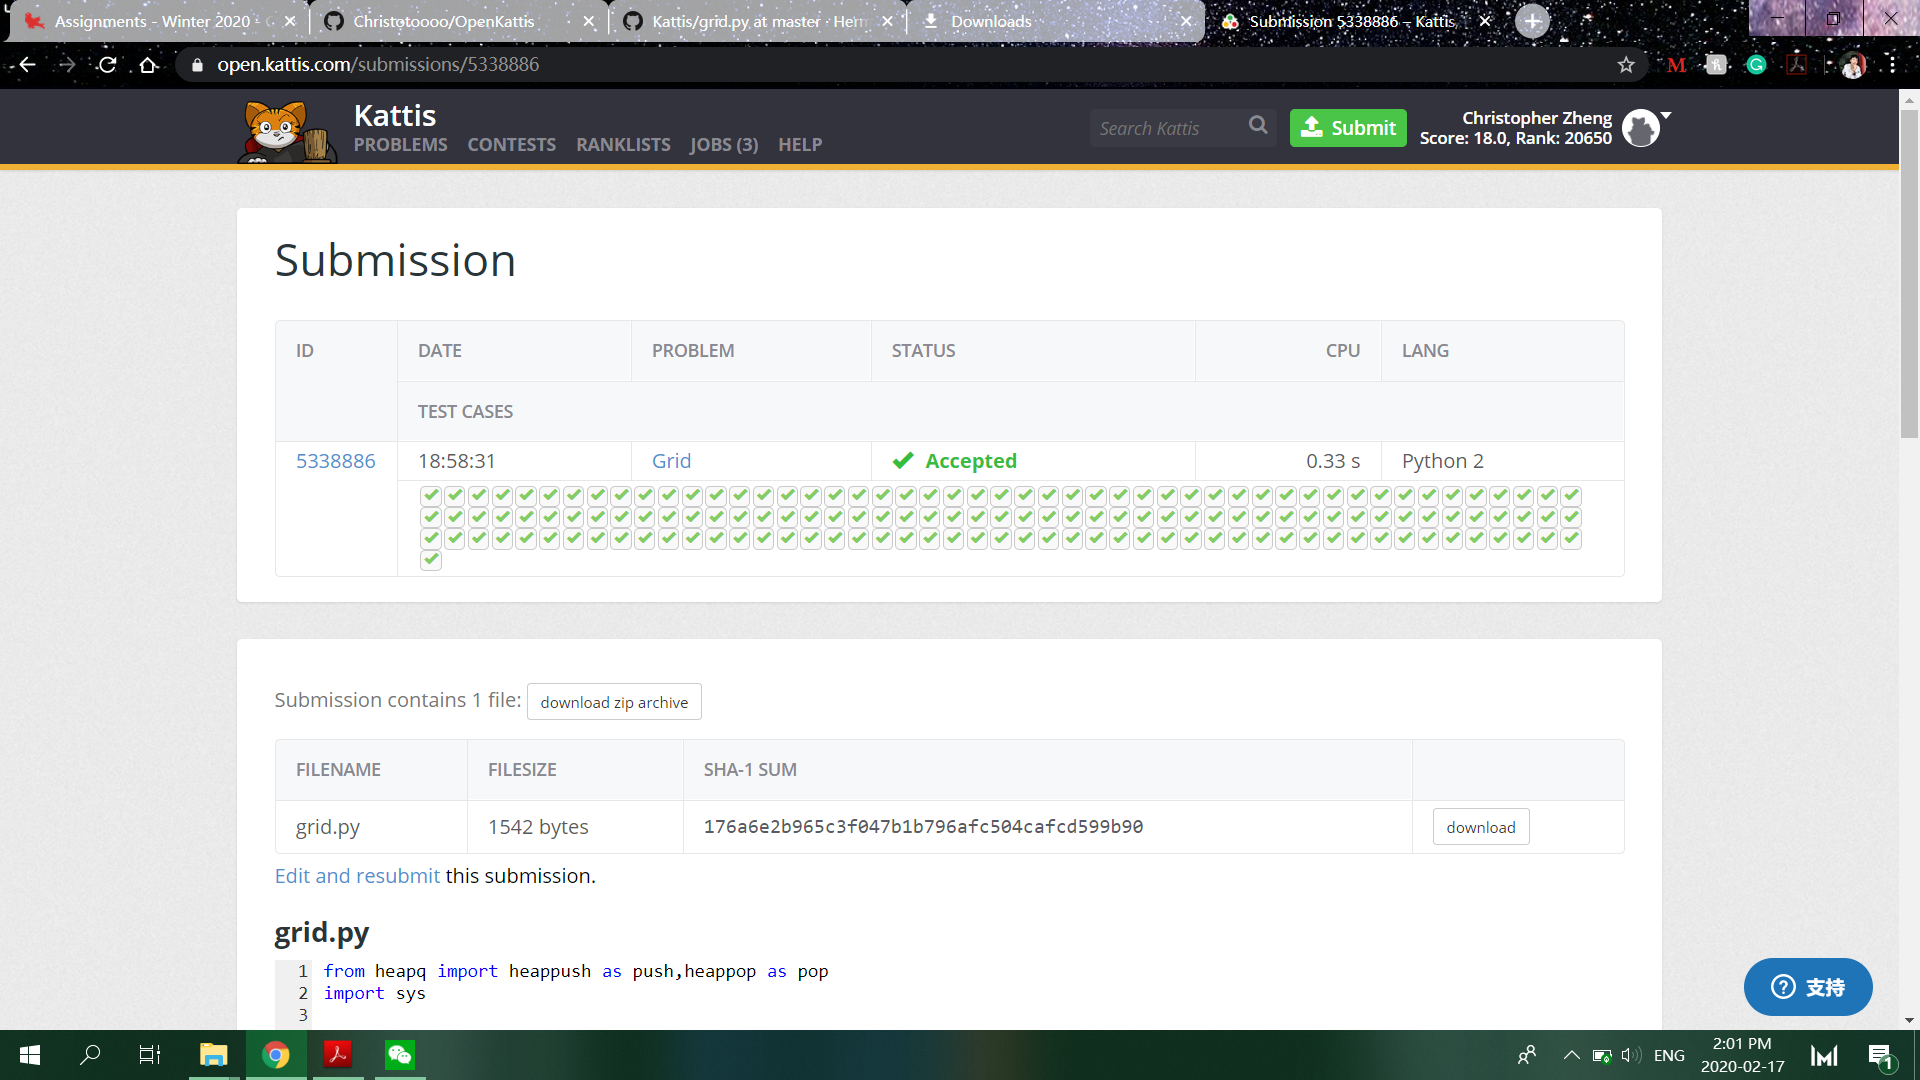 Assignments - Winter 2020 -
Christotoooo/OpenKattis
Kattis/grid.py at master · Her
Downloads
Submission 5338886 – Kattis,
open.kattis.com/submissions/5338886
Kattis
PROBLEMS CONTESTS RANKLISTS JOBS (3) HELP
Search Kattis
Submit
Christopher Zheng
Score: 18.0, Rank: 20650
Submission
ID DATE PROBLEM STATUS CPU LANG
TEST CASES
5338886 18:58:31 Grid Accepted 0.33 s Python 2
Submission contains 1 file: download zip archive
FILENAME FILESIZE SHA-1 SUM
grid.py 1542 bytes 176a6e2b965c3f047b1b796afc504cafcd599b90 download
Edit and resubmit this submission.
grid.py
1 from heapq import heappush as push,heappop as pop
2 import sys
3
支持
ENG
2:01 PM
2020-02-17
1